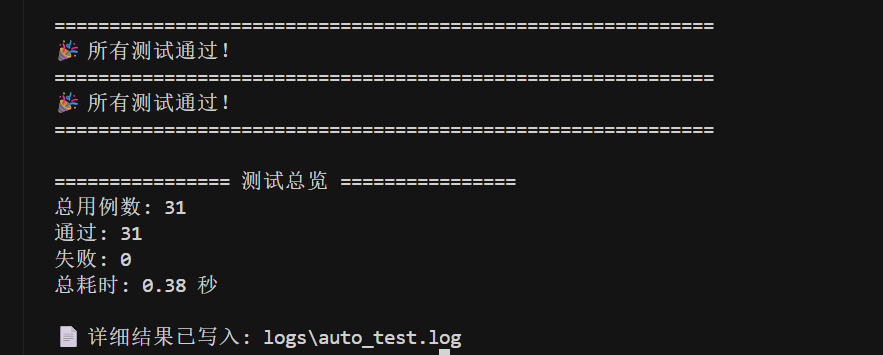 ============================================================
🎉 所有测试通过！
============================================================
🎉 所有测试通过！
============================================================
================ 测试总览 ================
总用例数: 31
通过: 31
失败: 0
总耗时: 0.38 秒
📄 详细结果已写入: logs\auto_test.log